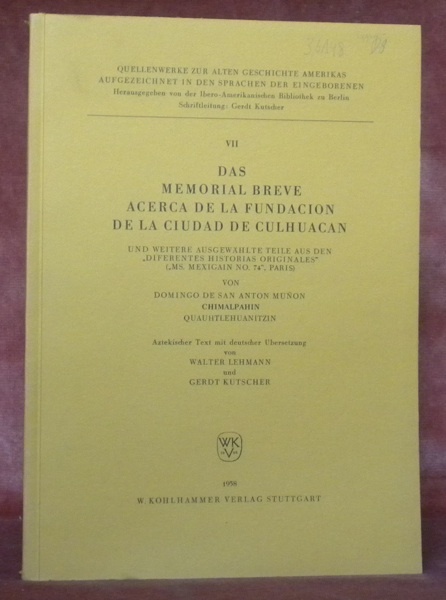 QUELLENWERKE ZUR ALTEN GESCHICHTE AMERIKAS
AUFGEZEICHNET IN DEN SPRACHEN DER EINGEBORENEN
Herausgegeben von der Ibero-Amerikanischen Bibliothek zu Berlin
Schriftleitung: Gerdt Kutscher
VII
DAS
MEMORIAL BREVE
ACERCA DE LA FUNDACION
DE LA CIUDAD DE CULHUACAN
UND WEITERE AUSGEWÄHLTE TEILE AUS DEN
„DIFERENTES HISTORIAS ORIGINALES”
(„MS. MEXICAIN NO. 74”, PARIS)
VON
DOMINGO DE SAN ANTON MUÑON
CHIMALPAHIN
QUAUHTLEHUANITZIN
Aztekischer Text mit deutscher Übersetzung
von
WALTER LEHMANN
und
GERDT KUTSCHER
WK
V
1958
W. KOHLHAMMER VERLAG STUTTGART